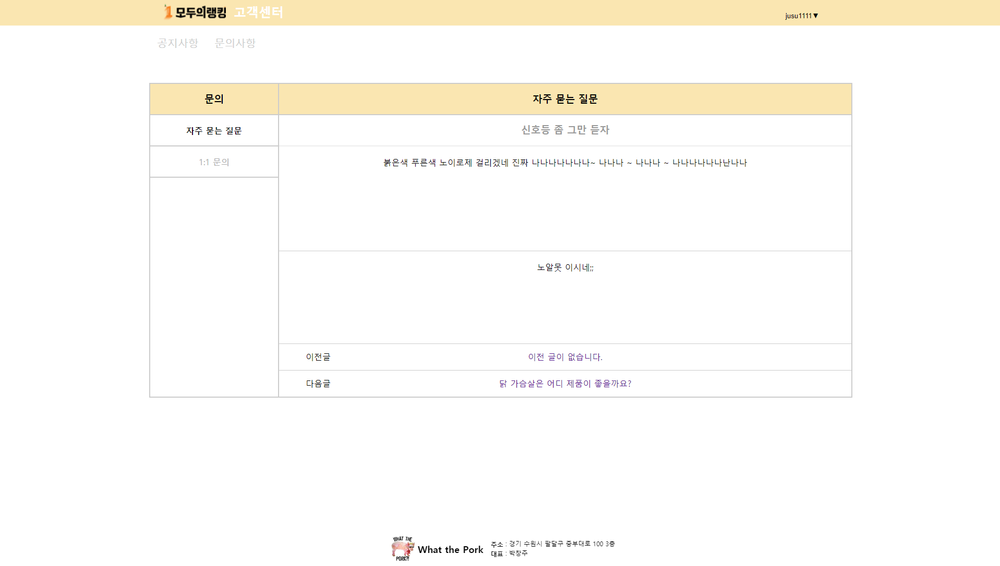 1 모두의랭킹 고객센터
jusu1111▼
공지사항 문의사항
문의 자주 묻는 질문
자주 묻는 질문 신호등 좀 그만 듣자
1:1 문의 붉은색 푸른색 노이로제 걸리겠네 진짜 나나나나나나나~ 나나나 ~ 나나나 ~ 나나나나나나난나나
노알못 이시네;;
이전글 이전 글이 없습니다.
다음글 닭 가슴살은 어디 제품이 좋을까요?
WHAT THE
PORK?!
What the Pork
주소 : 경기 수원시 팔달구 중부대로 100 3층
대표 : 박창주